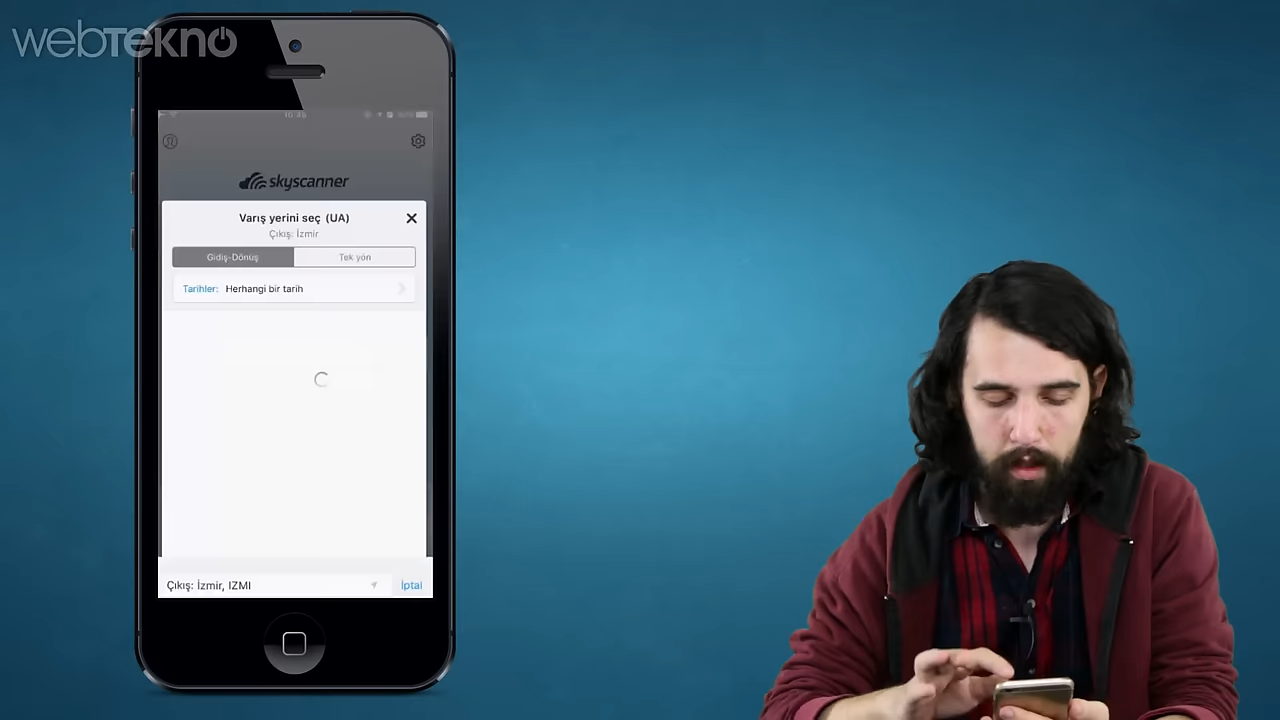 webTEKNO
skyscanner
Varış yerini seç (UA)
Çıkış: İzmir
Gidiş-Dönüş
Tek yön
Tarihler: Herhangi bir tarih
Çıkış: İzmir, IZMI
İptal